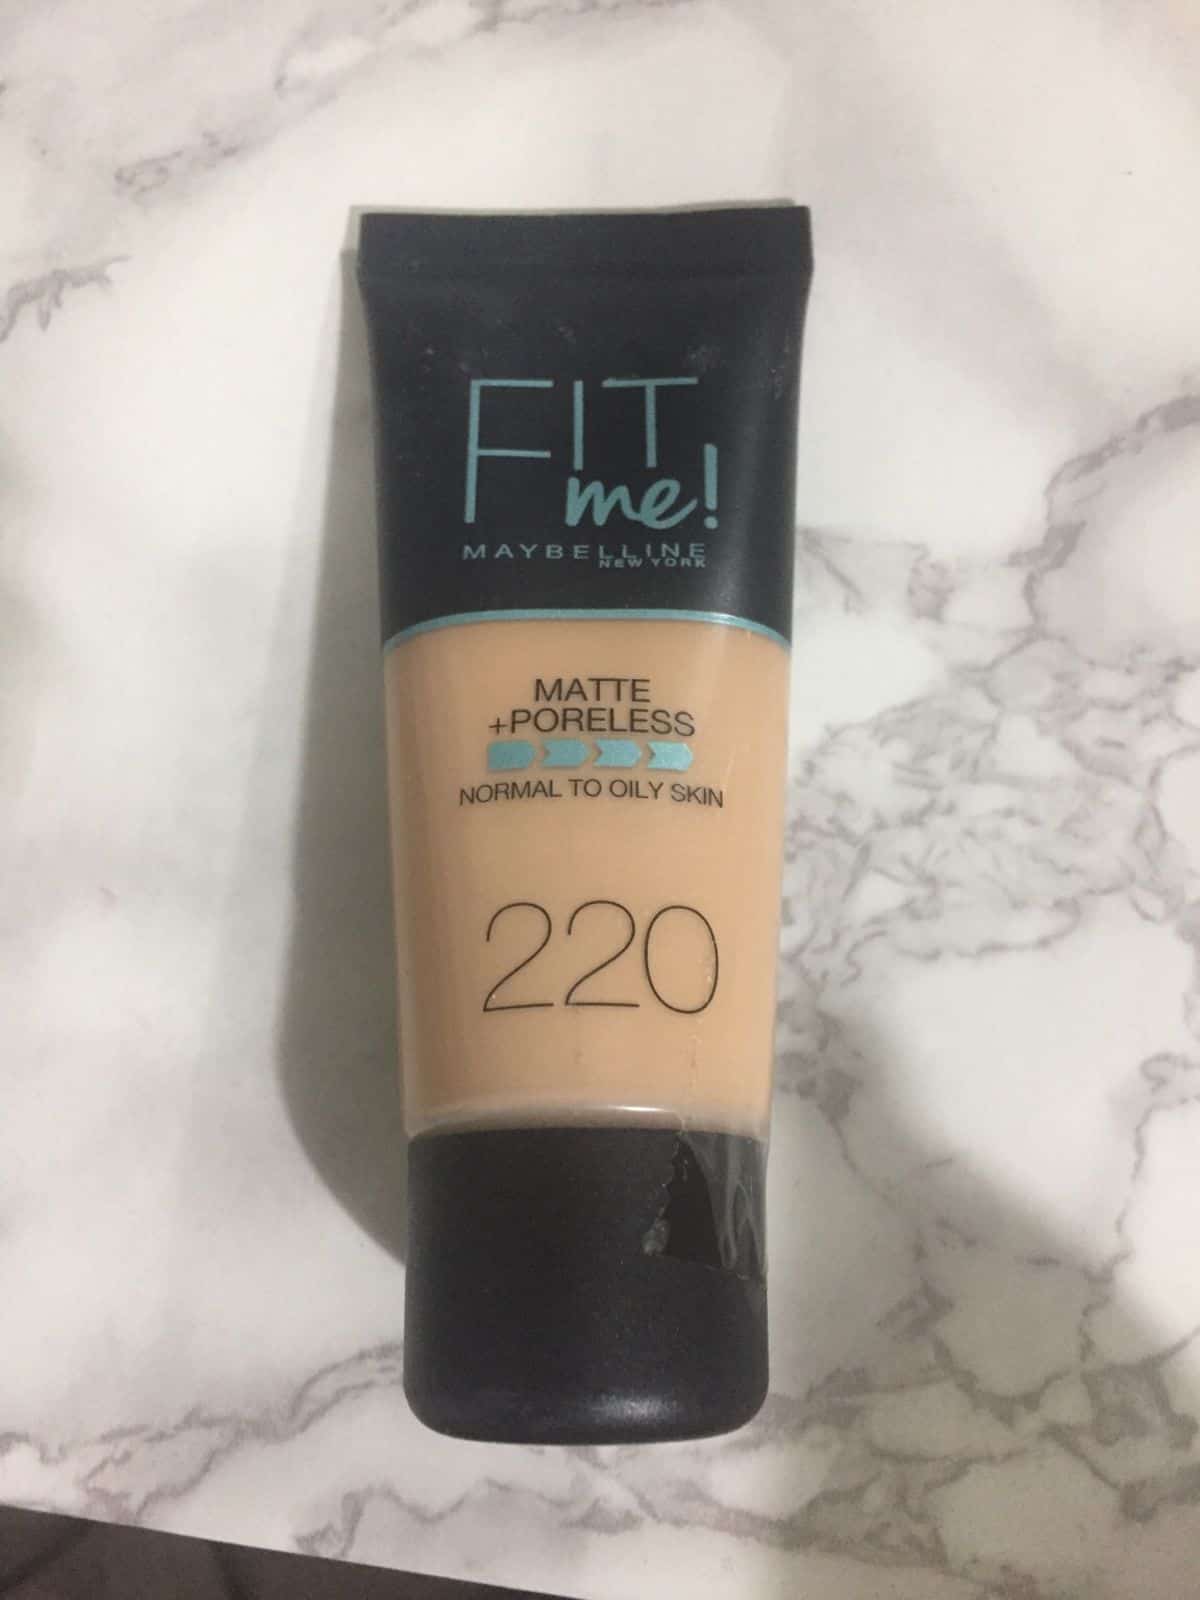 FIT
me!
MAYBELLINE
NEW YORK
MATTE
+PORELESS
NORMAL TO OILY SKIN
220